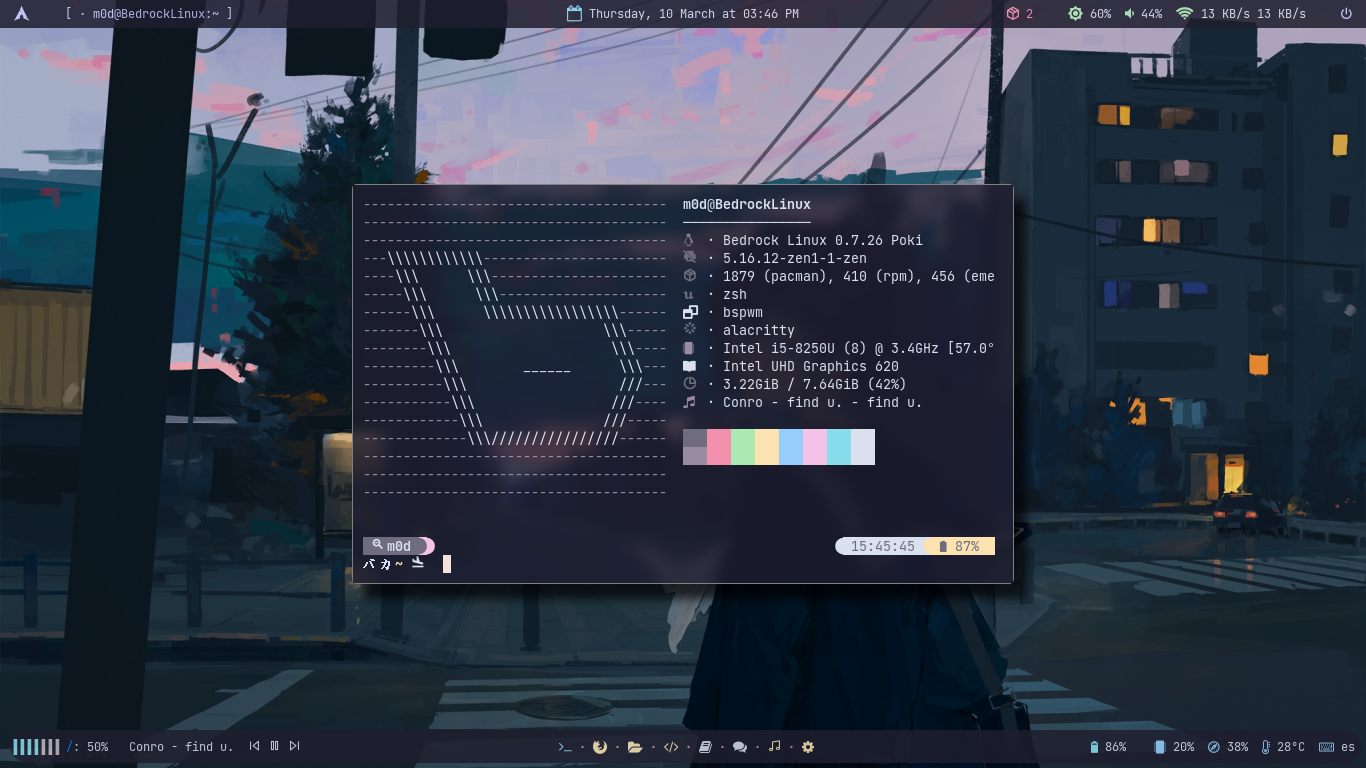 [ · m0d@BedrockLinux:~ ]
Thursday, 10 March at 03:46 PM
2 60% 44% 13 KB/s 13 KB/s
m0d@BedrockLinux
· Bedrock Linux 0.7.26 Poki
· 5.16.12-zen1-1-zen
· 1879 (pacman), 410 (rpm), 456 (eme
· zsh
· bspwm
· alacritty
· Intel i5-8250U (8) @ 3.4GHz [57.0°
· Intel UHD Graphics 620
· 3.22GiB / 7.64GiB (42%)
· Conro - find u. - find u.
m0d
15:45:45 87%
バカ~
/: 50% Conro - find u.
86% 20% 38% 28°C es